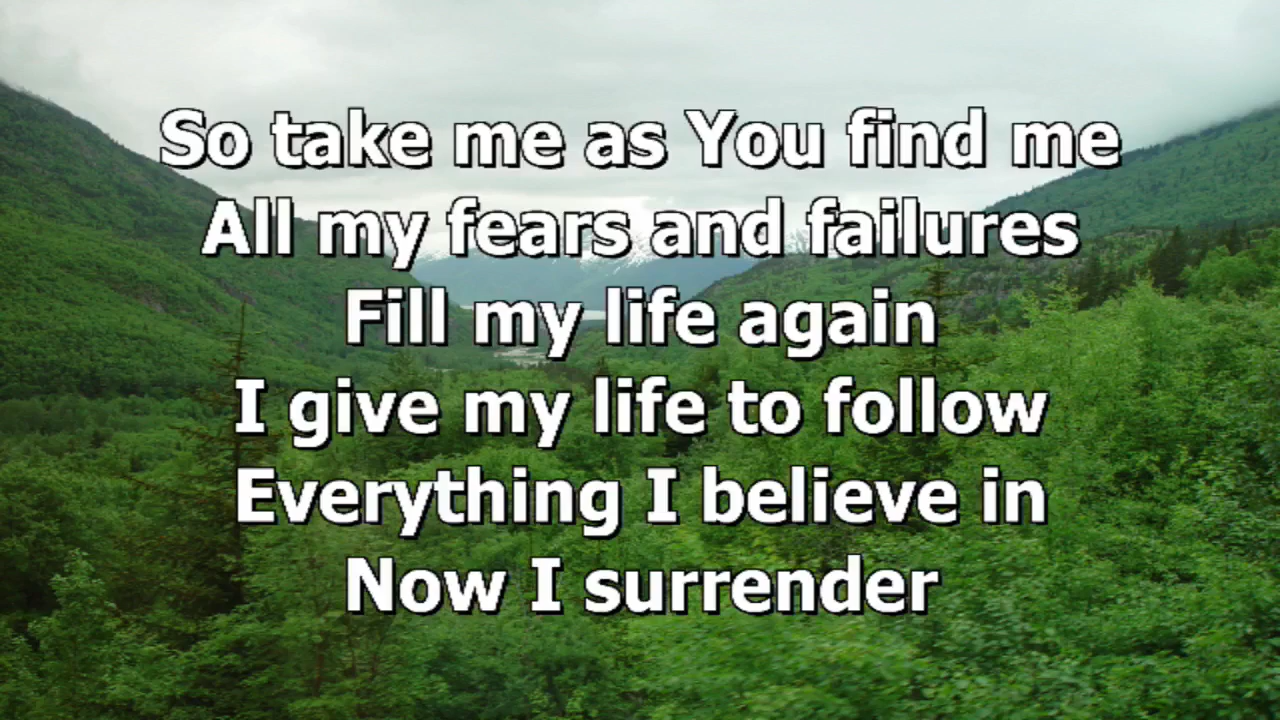 So take me as You find me
All my fears and failures
Fill my life again
I give my life to follow
Everything I believe in
Now I surrender